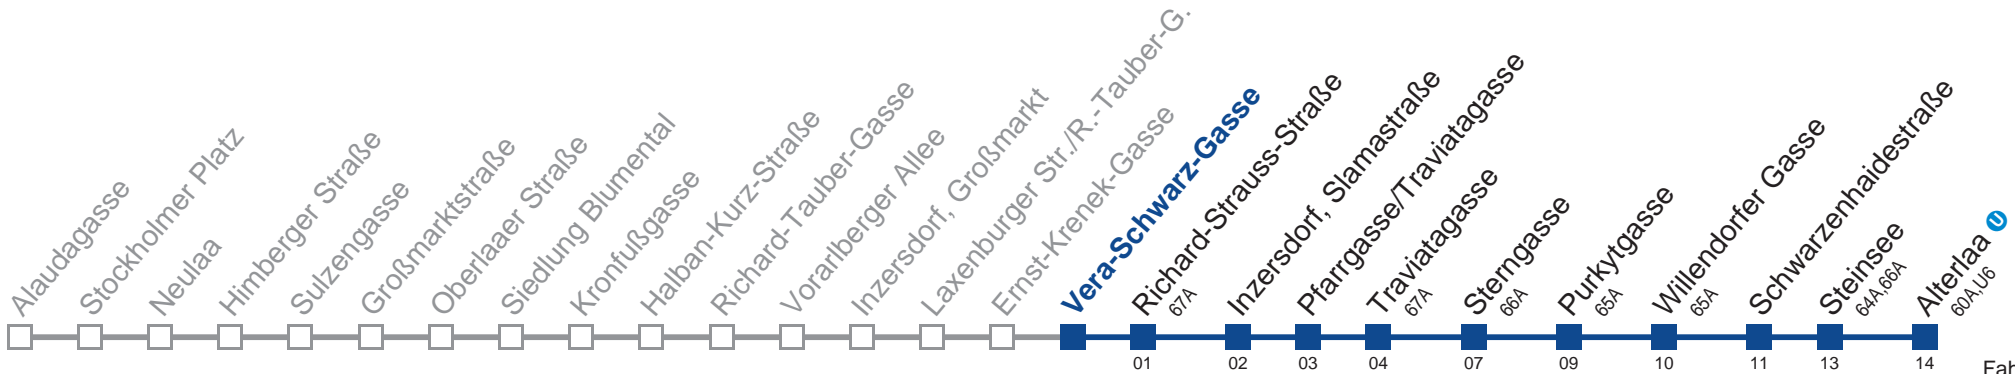 Alaudagasse
Stockholmer Platz
Neulaa
Himberger Straße
Sulzengasse
Großmarktstraße
Oberlaaer Straße
Siedlung Blumental
Kronfußgasse
Halban-Kurz-Straße
Richard-Tauber-Gasse
Vorarlberger Allee
Inzersdorf, Großmarkt
Laxenburger Str./R.-Tauber-G.
Ernst-Krenek-Gasse
Vera-Schwarz-Gasse
Richard-Strauss-Straße
67A
Inzersdorf, Slamastraße
Pfarrgasse/Traviatagasse
Traviatagasse
67A
Sterngasse
66A
Purkytgasse
65A
Willendorfer Gasse
65A
Schwarzenhaidestraße
Steinsee
64A,66A
Alterlaa U
60A,U6
01 02 03 04 07 09 10 11 13 14